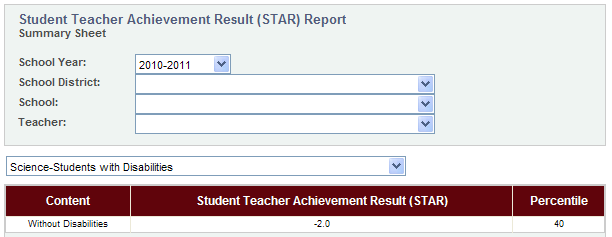 Student Teacher Achievement Result (STAR) Report
Summary Sheet
School Year: 2010-2011
School District:
School:
Teacher:
Science-Students with Disabilities
Content Student Teacher Achievement Result (STAR) Percentile
Without Disabilities -2.0 40